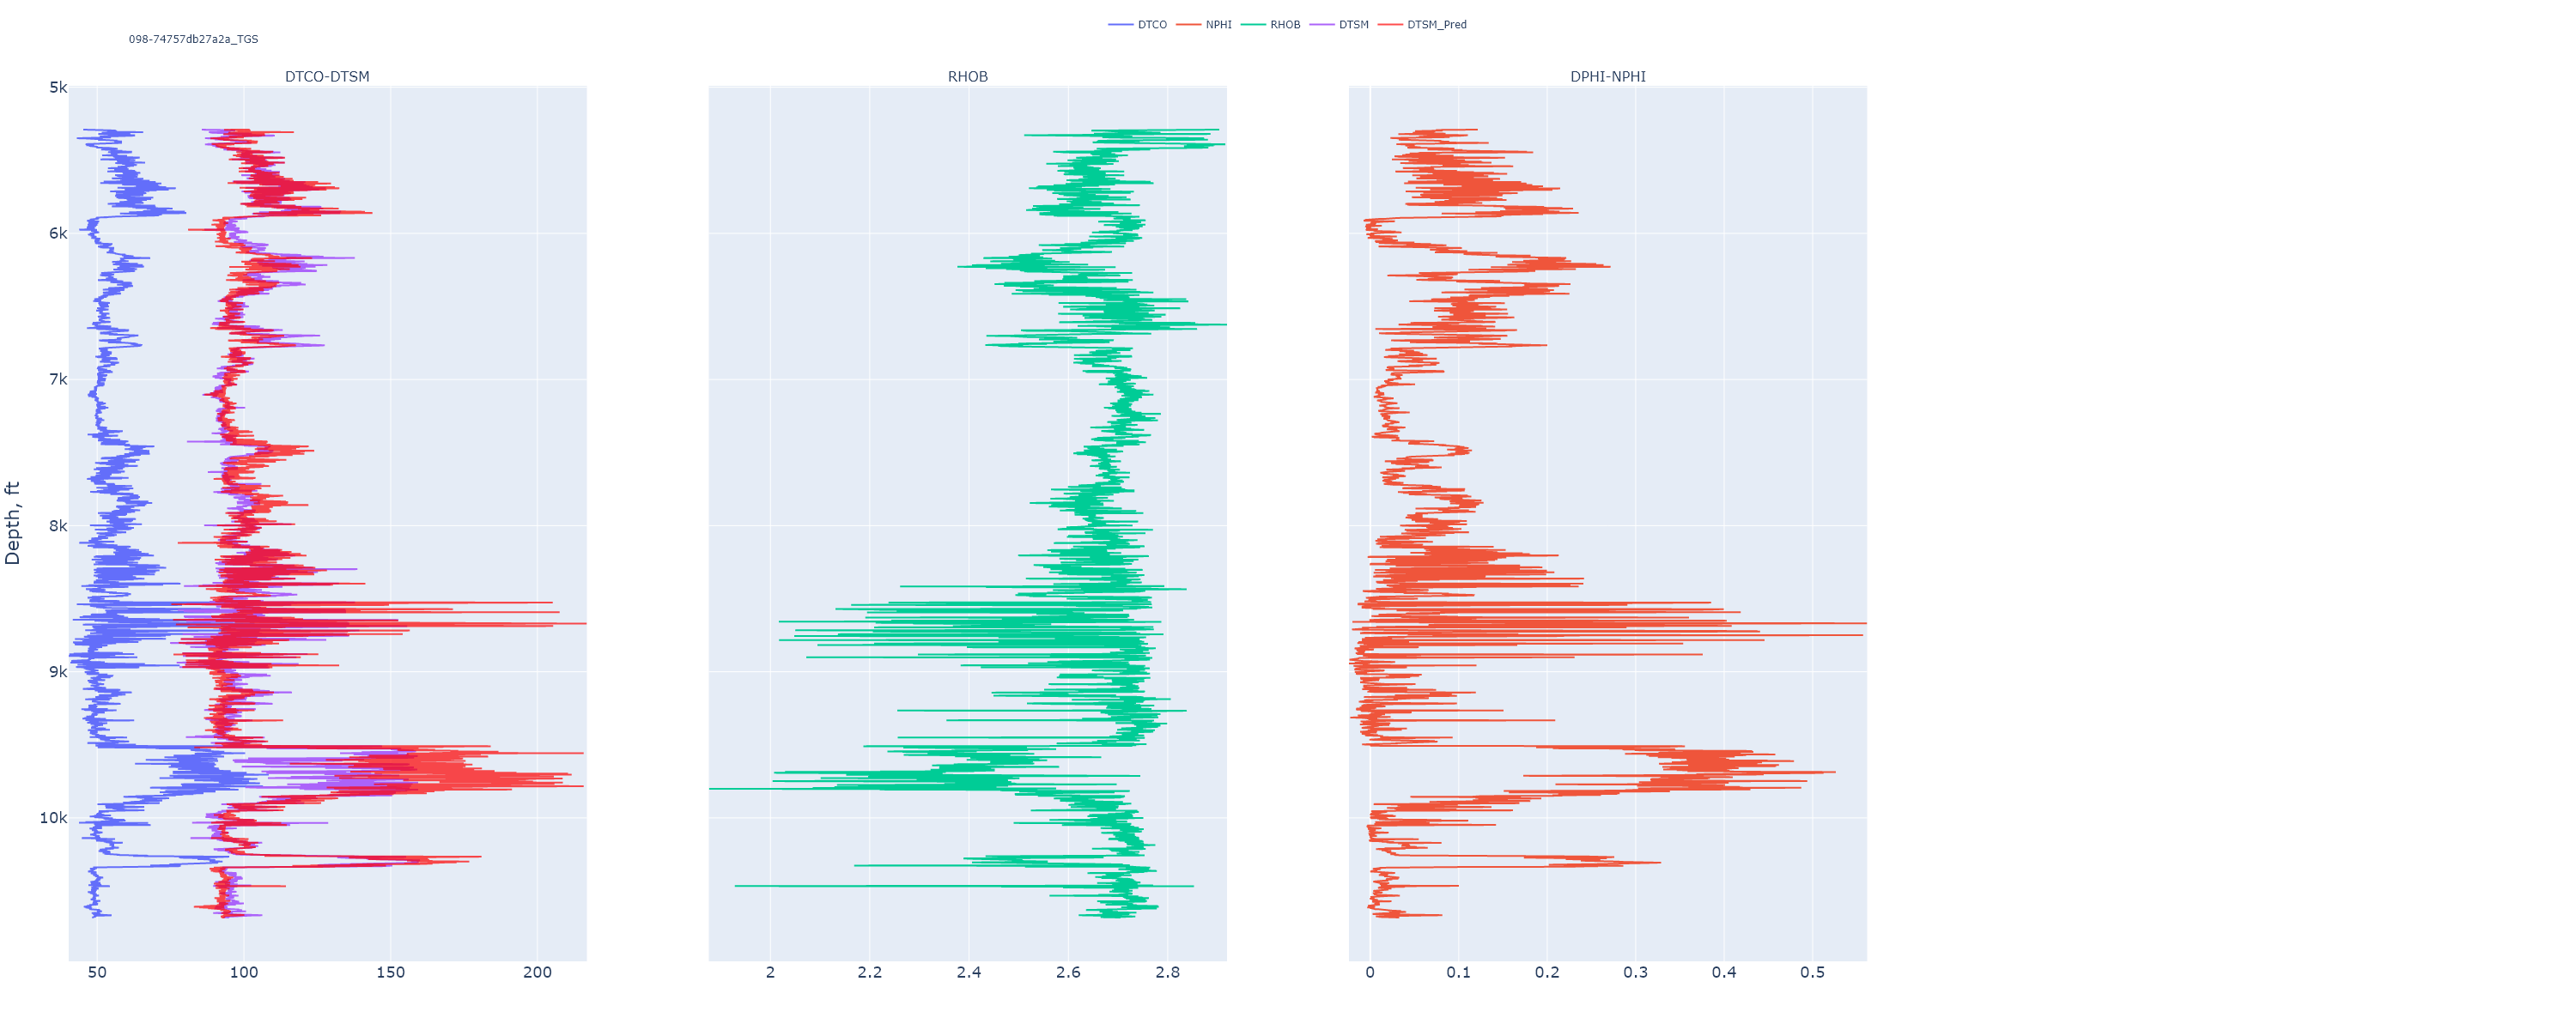 DTCO NPHI RHOB DTSM DTSM_Pred
098-74757db27a2a_TGS
DTCO-DTSM RHOB DPHI-NPHI
5k
6k
7k
8k
9k
10k
Depth, ft
50 100 150 200
2 2.2 2.4 2.6 2.8
0 0.1 0.2 0.3 0.4 0.5